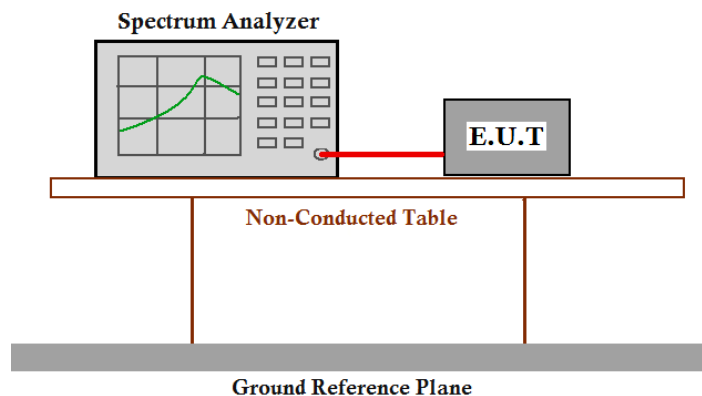 Spectrum Analyzer
E.U.T
Non-Conducted Table
Ground Reference Plane